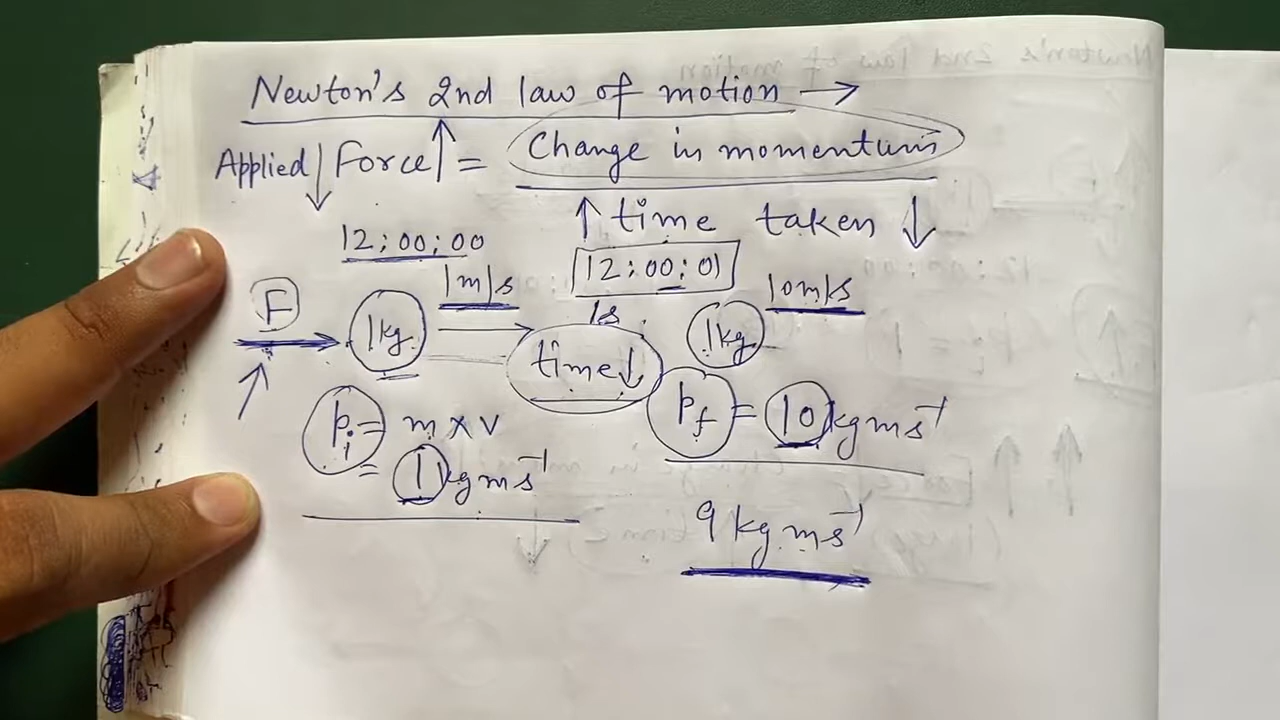 Newton's 2nd law of motion →
Applied ↓ Force ↑ = Change in momentum
↑ time taken ↓
12:00:00
12:00:01
1m/s
10m/s
1s
F
1kg
time↓
1kg
pi = m x v
= 1 kgms⁻¹
pf = 10 kgms⁻¹
9 kgms⁻¹